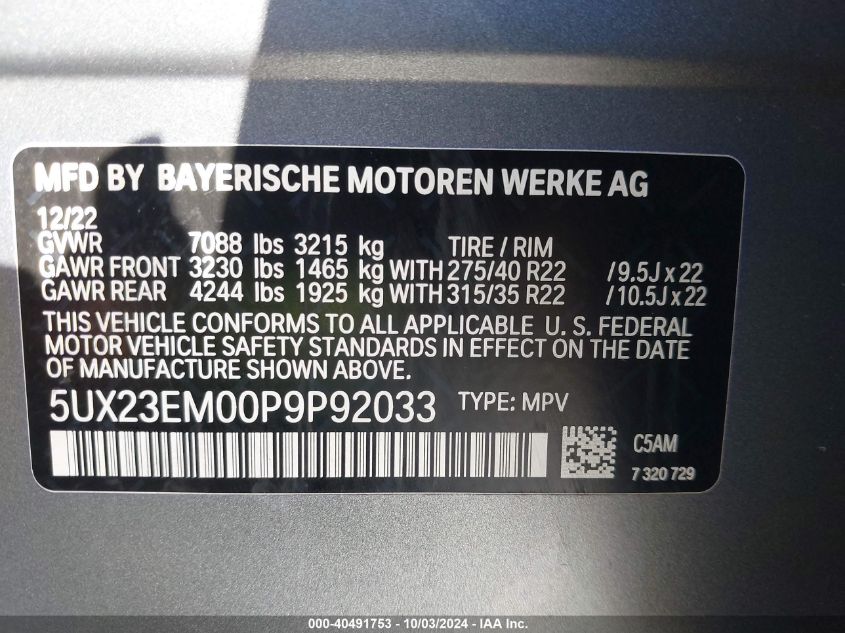 MFD BY BAYERISCHE MOTOREN WERKE AG
12/22
GVWR 7088 lbs 3215 kg TIRE / RIM
GAWR FRONT 3230 lbs 1465 kg WITH 275/40 R22 / 9.5J x 22
GAWR REAR 4244 lbs 1925 kg WITH 315/35 R22 / 10.5J x 22
THIS VEHICLE CONFORMS TO ALL APPLICABLE U. S. FEDERAL
MOTOR VEHICLE SAFETY STANDARDS IN EFFECT ON THE DATE
OF MANUFACTURE SHOWN ABOVE.
5UX23EM00P9P92033 TYPE: MPV
C5AM
7 320 729
000-40491753 - 10/03/2024 - IAA Inc.